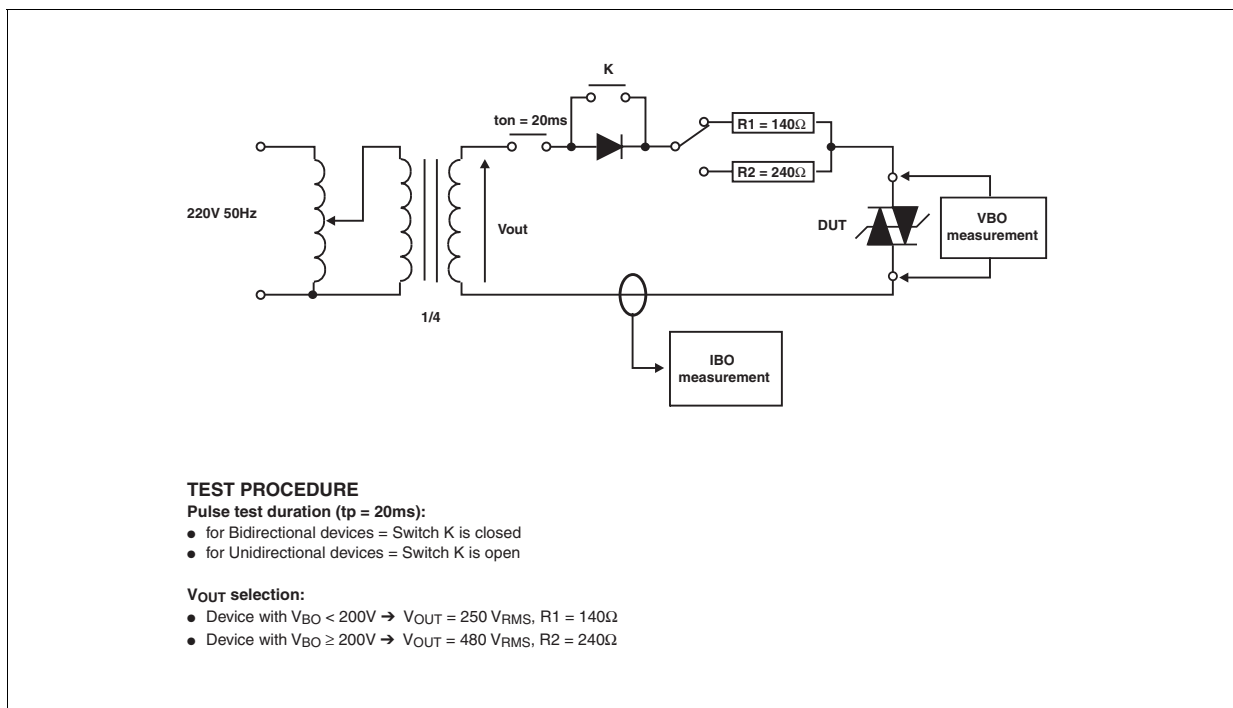 K
ton = 20ms
R1 = 140Ω
R2 = 240Ω
220V 50Hz
Vout
DUT
VBO
measurement
1/4
IBO
measurement
TEST PROCEDURE
Pulse test duration (tp = 20ms):
● for Bidirectional devices = Switch K is closed
● for Unidirectional devices = Switch K is open
VOUT selection:
● Device with VBO < 200V ➔ VOUT = 250 VRMS, R1 = 140Ω
● Device with VBO ≥ 200V ➔ VOUT = 480 VRMS, R2 = 240Ω